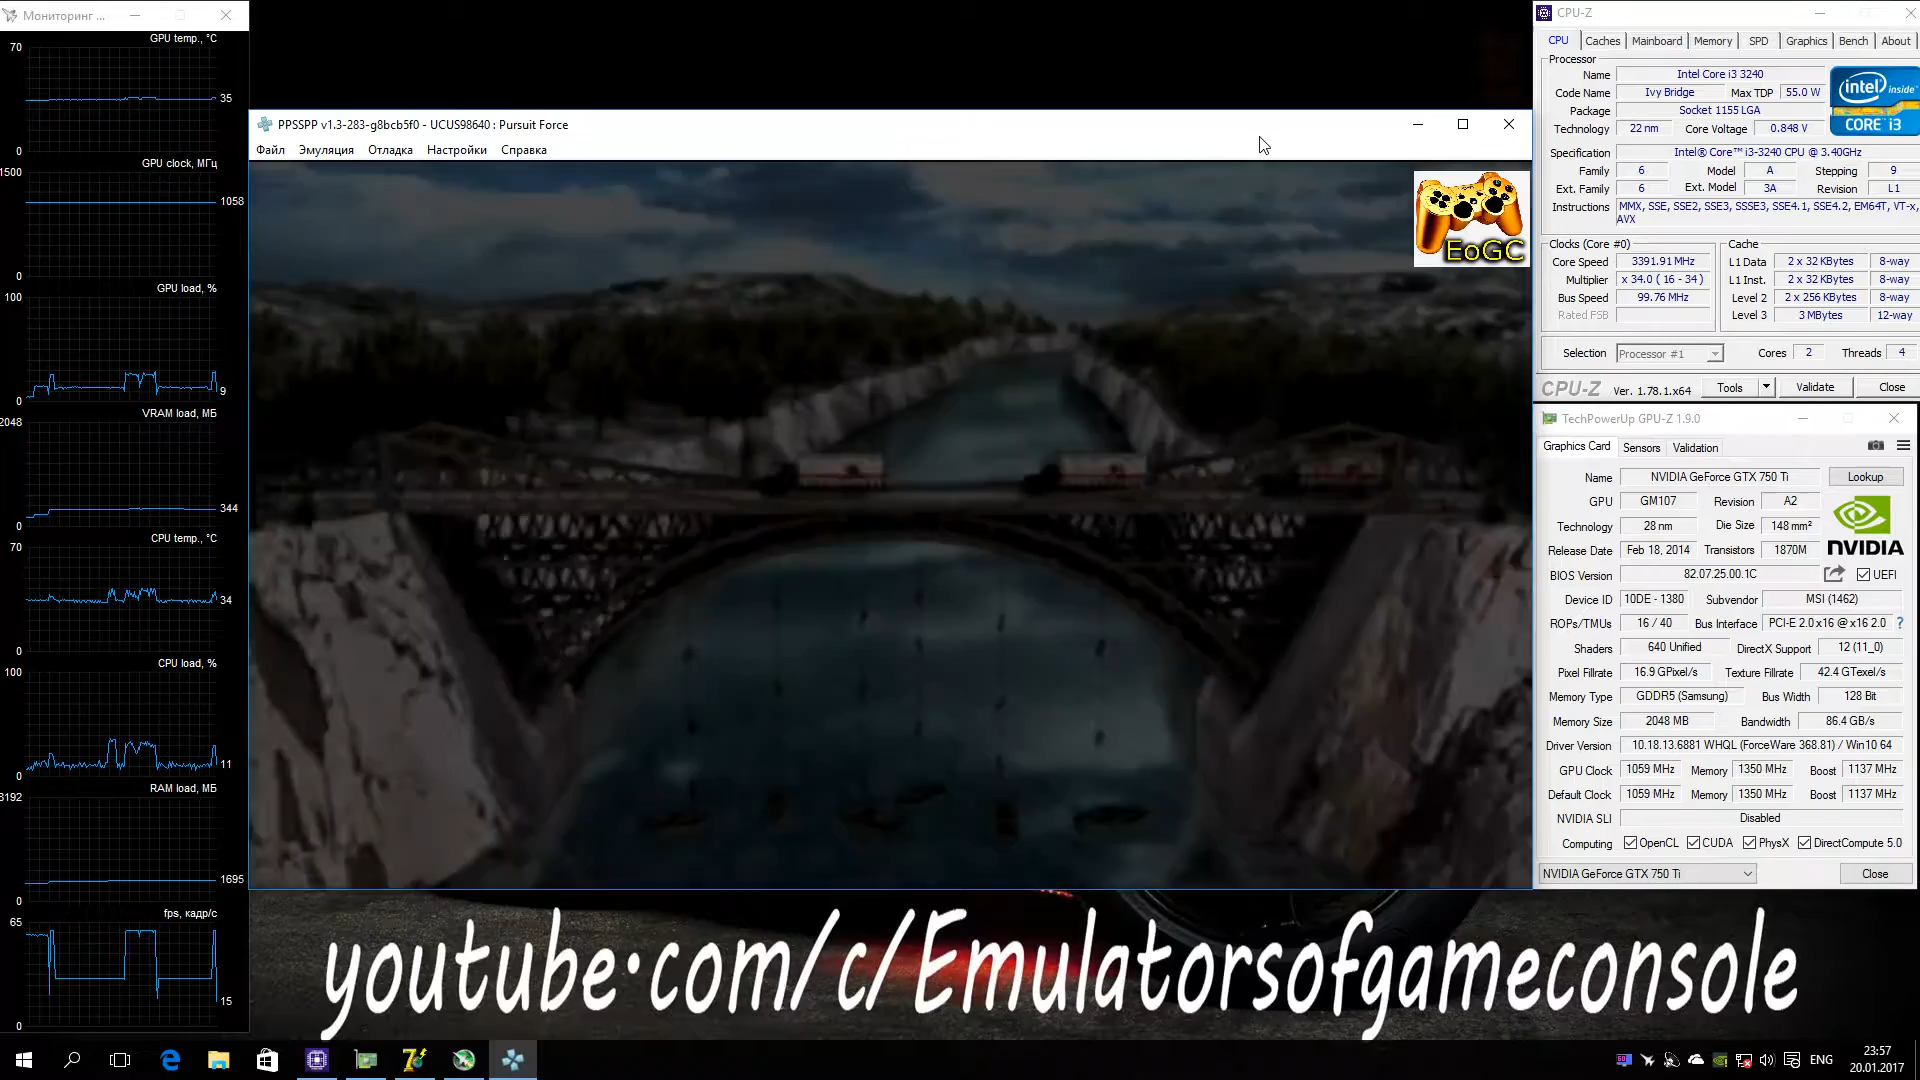 Мониторинг ...
GPU temp., °C
70
35
0
GPU clock, МГц
1500
1058
0
GPU load, %
100
9
0
VRAM load, МБ
2048
344
0
CPU temp., °C
70
34
0
CPU load, %
100
11
0
RAM load, МБ
8192
1695
0
fps, кадр/с
65
15
0
PPSSPP v1.3-283-g8bcb5f0 - UCUS98640 : Pursuit Force
Файл Эмуляция Отладка Настройки Справка
EoGC
CPU-Z
CPU Caches Mainboard Memory SPD Graphics Bench About
Processor
Name Intel Core i3 3240
Code Name Ivy Bridge Max TDP 55.0 W
Package Socket 1155 LGA
Technology 22 nm Core Voltage 0.848 V
intel inside
CORE i3
Specification Intel® Core™ i3-3240 CPU @ 3.40GHz
Family 6 Model A Stepping 9
Ext. Family 6 Ext. Model 3A Revision L1
Instructions MMX, SSE, SSE2, SSE3, SSSE3, SSE4.1, SSE4.2, EM64T, VT-x,
AVX
Clocks (Core #0) Cache
Core Speed 3391.91 MHz L1 Data 2 x 32 KBytes 8-way
Multiplier x 34.0 ( 16 - 34 ) L1 Inst. 2 x 32 KBytes 8-way
Bus Speed 99.76 MHz Level 2 2 x 256 KBytes 8-way
Rated FSB Level 3 3 MBytes 12-way
Selection Processor #1 Cores 2 Threads 4
CPU-Z Ver. 1.78.1.x64 Tools Validate Close
TechPowerUp GPU-Z 1.9.0
Graphics Card Sensors Validation
Name NVIDIA GeForce GTX 750 Ti Lookup
GPU GM107 Revision A2
Technology 28 nm Die Size 148 mm²
Release Date Feb 18, 2014 Transistors 1870M
NVIDIA
BIOS Version 82.07.25.00.1C UEFI
Device ID 10DE - 1380 Subvendor MSI (1462)
ROPs/TMUs 16 / 40 Bus Interface PCI-E 2.0 x16 @ x16 2.0 ?
Shaders 640 Unified DirectX Support 12 (11_0)
Pixel Fillrate 16.9 GPixel/s Texture Fillrate 42.4 GTexel/s
Memory Type GDDR5 (Samsung) Bus Width 128 Bit
Memory Size 2048 MB Bandwidth 86.4 GB/s
Driver Version 10.18.13.6881 WHQL (ForceWare 368.81) / Win10 64
GPU Clock 1059 MHz Memory 1350 MHz Boost 1137 MHz
Default Clock 1059 MHz Memory 1350 MHz Boost 1137 MHz
NVIDIA SLI Disabled
Computing OpenCL CUDA PhysX DirectCompute 5.0
NVIDIA GeForce GTX 750 Ti Close
youtube.com/c/Emulatorsofgameconsole
ENG
23:57
20.01.2017